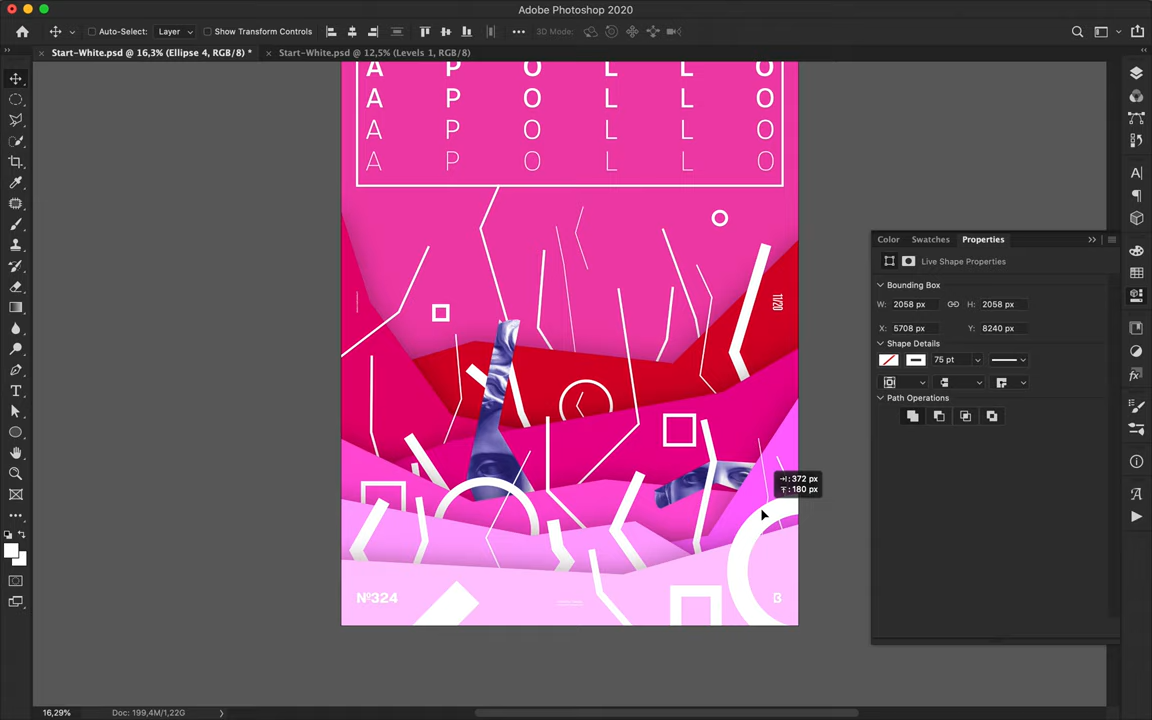 Adobe Photoshop 2020
Auto-Select: Layer Show Transform Controls 3D Mode:
Start-White.psd @ 16,3% (Ellipse 4, RGB/8) * Start-White.psd @ 12,5% (Levels 1, RGB/8)
A P O L L O
A P O L L O
A P O L L O
A P O L L O
11/20
№324
3
372 px
180 px
Color Swatches Properties
Live Shape Properties
Bounding Box
W: 2058 px H: 2058 px
X: 5708 px Y: 8240 px
Shape Details
75 pt
Path Operations
16,29% Doc: 199,4M/1,22G